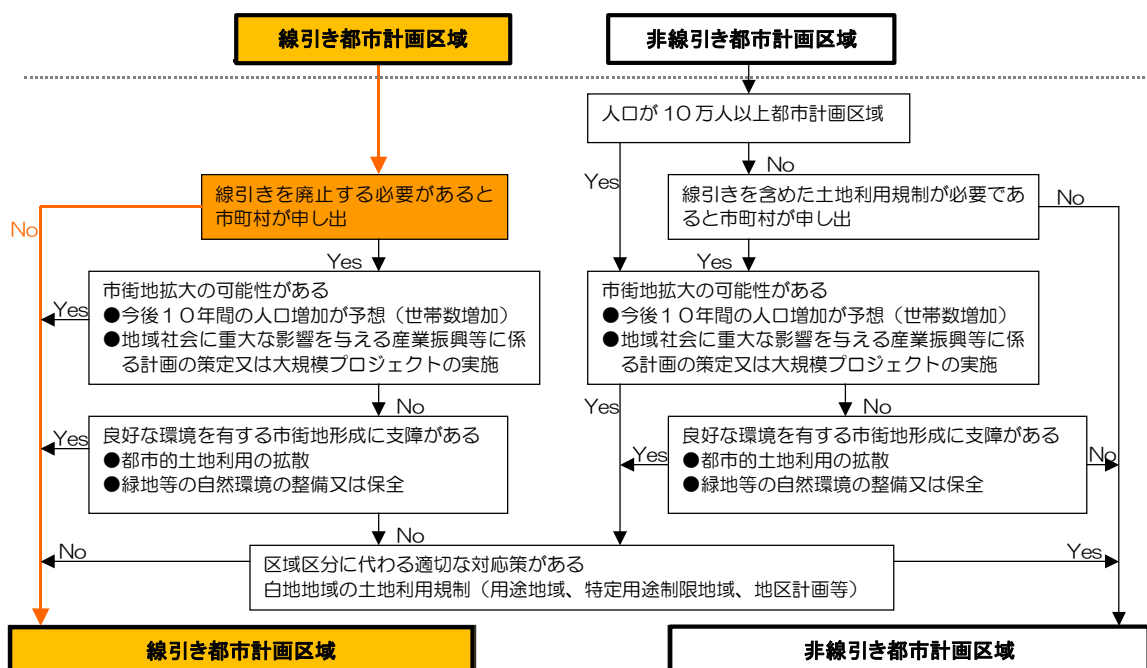 線引き都市計画区域
非線引き都市計画区域
人口が10万人以上都市計画区域
No
Yes
線引きを廃止する必要があると
市町村が申し出
線引きを含めた土地利用規制が必要であ
ると市町村が申し出
No
No
Yes
Yes
市街地拡大の可能性がある
●今後10年間の人口増加が予想（世帯数増加）
●地域社会に重大な影響を与える産業振興等に係
る計画の策定又は大規模プロジェクトの実施
Yes
市街地拡大の可能性がある
●今後10年間の人口増加が予想（世帯数増加）
●地域社会に重大な影響を与える産業振興等に係
る計画の策定又は大規模プロジェクトの実施
No
Yes
No
良好な環境を有する市街地形成に支障がある
●都市的土地利用の拡散
●緑地等の自然環境の整備又は保全
Yes
良好な環境を有する市街地形成に支障がある
●都市的土地利用の拡散
●緑地等の自然環境の整備又は保全
Yes
No
No
区域区分に代わる適切な対応策がある
白地地域の土地利用規制（用途地域、特定用途制限地域、地区計画等）
No
Yes
線引き都市計画区域
非線引き都市計画区域